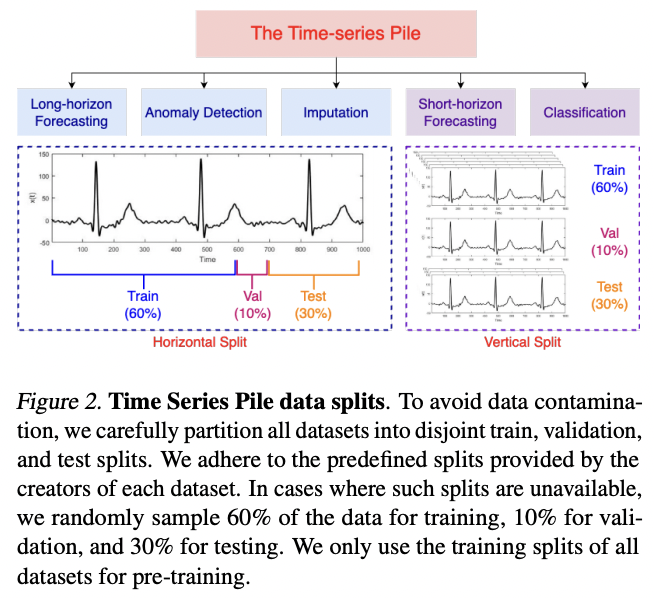 The Time-series Pile
Long-horizon
Forecasting
Anomaly Detection
Imputation
Short-horizon
Forecasting
Classification
150
100
50
0
-50
x(t)
100 200 300 400 500 600 700 800 900 1000
Time
Train
(60%)
Val
(10%)
Test
(30%)
Horizontal Split
Train
(60%)
Val
(10%)
Test
(30%)
Vertical Split
Figure 2. Time Series Pile data splits. To avoid data contamina-
tion, we carefully partition all datasets into disjoint train, validation,
and test splits. We adhere to the predefined splits provided by the
creators of each dataset. In cases where such splits are unavailable,
we randomly sample 60% of the data for training, 10% for vali-
dation, and 30% for testing. We only use the training splits of all
datasets for pre-training.